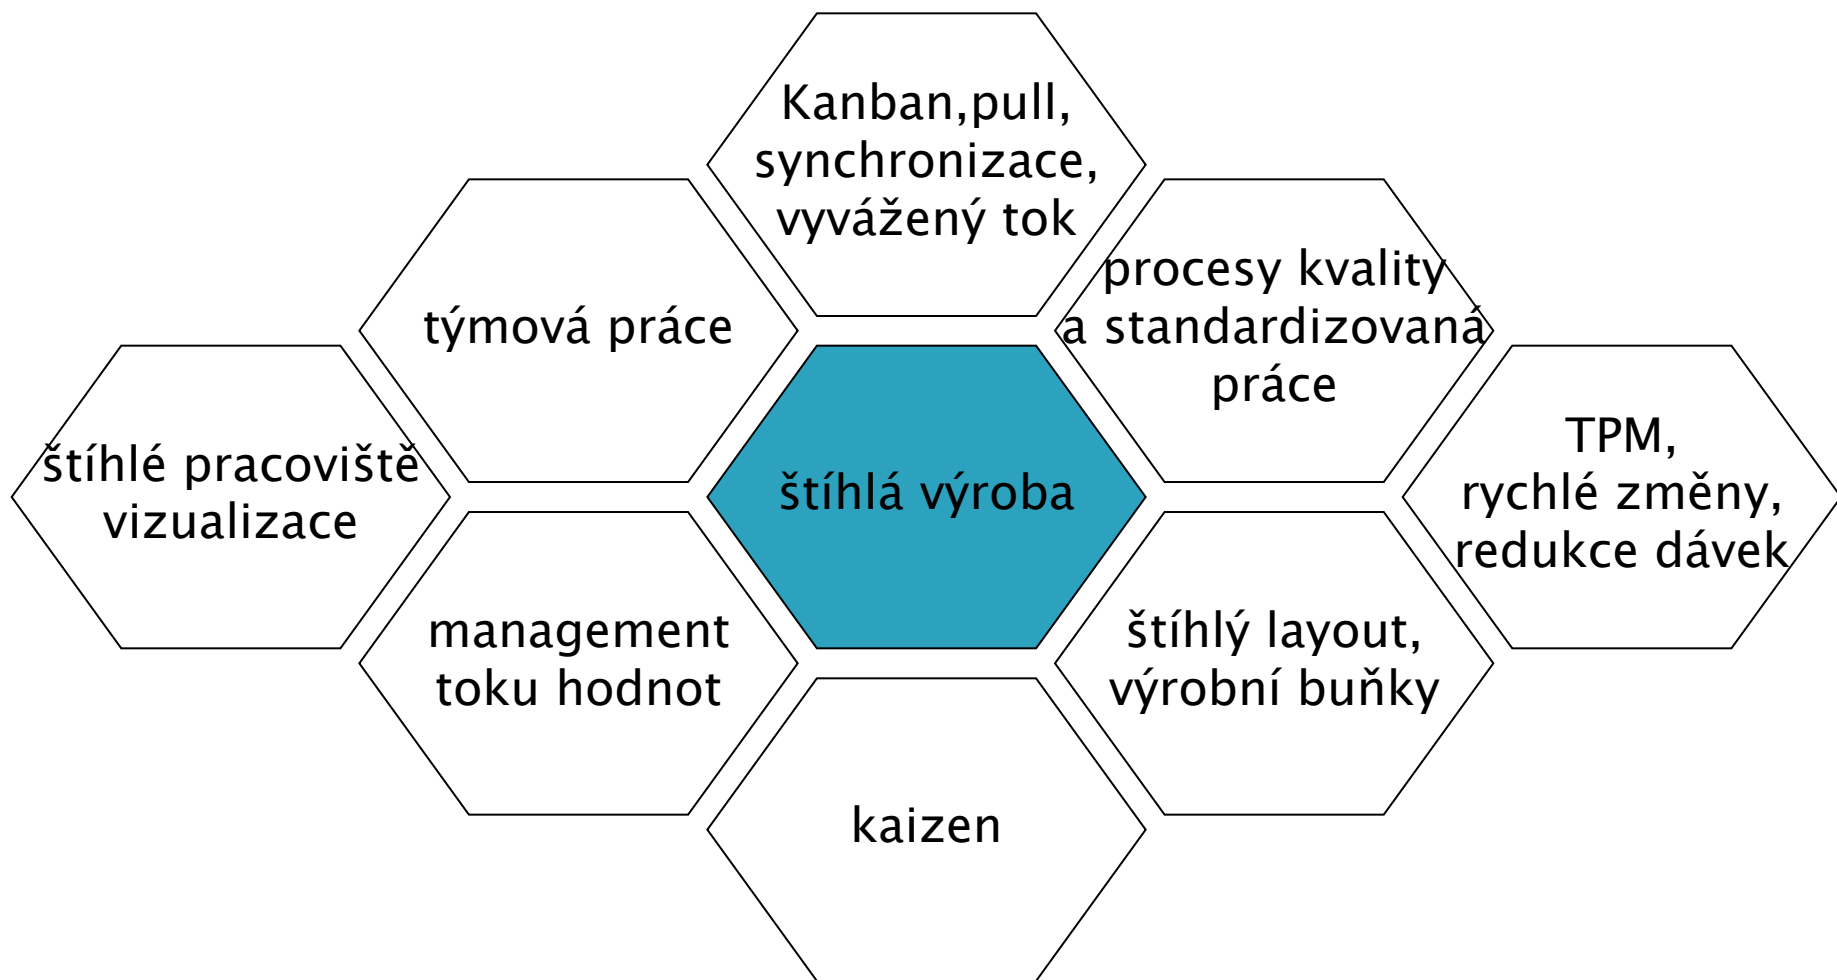 Kanban,pull,
synchronizace,
vyvážený tok
týmová práce
procesy kvality
a standardizovaná
práce
štíhlé pracoviště
vizualizace
štíhlá výroba
TPM,
rychlé změny,
redukce dávek
management
toku hodnot
štíhlý layout,
výrobní buňky
kaizen